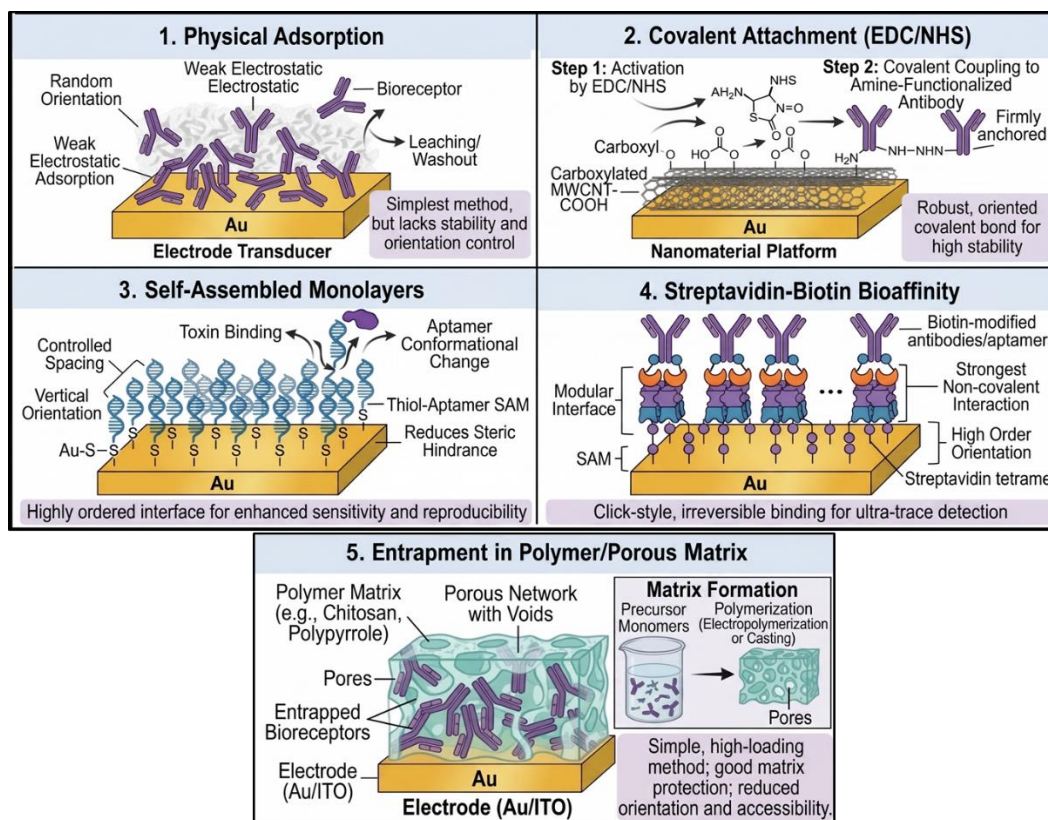 1. Physical Adsorption
Random
Orientation
Weak Electrostatic
Electrostatic
Bioreceptor
Leaching/
Washout
Weak
Electrostatic
Adsorption
Au
Electrode Transducer
Simplest method,
but lacks stability and
orientation control
2. Covalent Attachment (EDC/NHS)
Step 1: Activation
by EDC/NHS
NHS
AH₂N
N=O
S
O
Step 2: Covalent Coupling to
Amine-Functionalized
Antibody
Firmly
anchored
Carboxyl
O
HO
O
O
O
O
H₂N
NH-NHN
Carboxylated
MWCNT-
COOH
Au
Nanomaterial Platform
Robust, oriented
covalent bond for
high stability
3. Self-Assembled Monolayers
Toxin Binding
Aptamer
Conformational
Change
Controlled
Spacing
Vertical
Orientation
Thiol-Aptamer SAM
Au-S
S S S S S S S S S S S
Reduces Steric
Hindrance
Au
Highly ordered interface for enhanced sensitivity and reproducibility
4. Streptavidin-Biotin Bioaffinity
Biotin-modified
antibodies/aptamer
Modular
Interface
Strongest
Non-covalent
Interaction
...
High Order
Orientation
SAM
Streptavidin tetrame
Au
Click-style, irreversible binding for ultra-trace detection
5. Entrapment in Polymer/Porous Matrix
Polymer Matrix
(e.g., Chitosan,
Polypyrrole)
Porous Network
with Voids
Pores
Entrapped
Bioreceptors
Electrode
(Au/ITO)
Au
Electrode (Au/ITO)
Matrix Formation
Precursor
Monomers
Polymerization
(Electropolymerization
or Casting)
Pores
Simple, high-loading
method; good matrix
protection; reduced
orientation and accessibility.